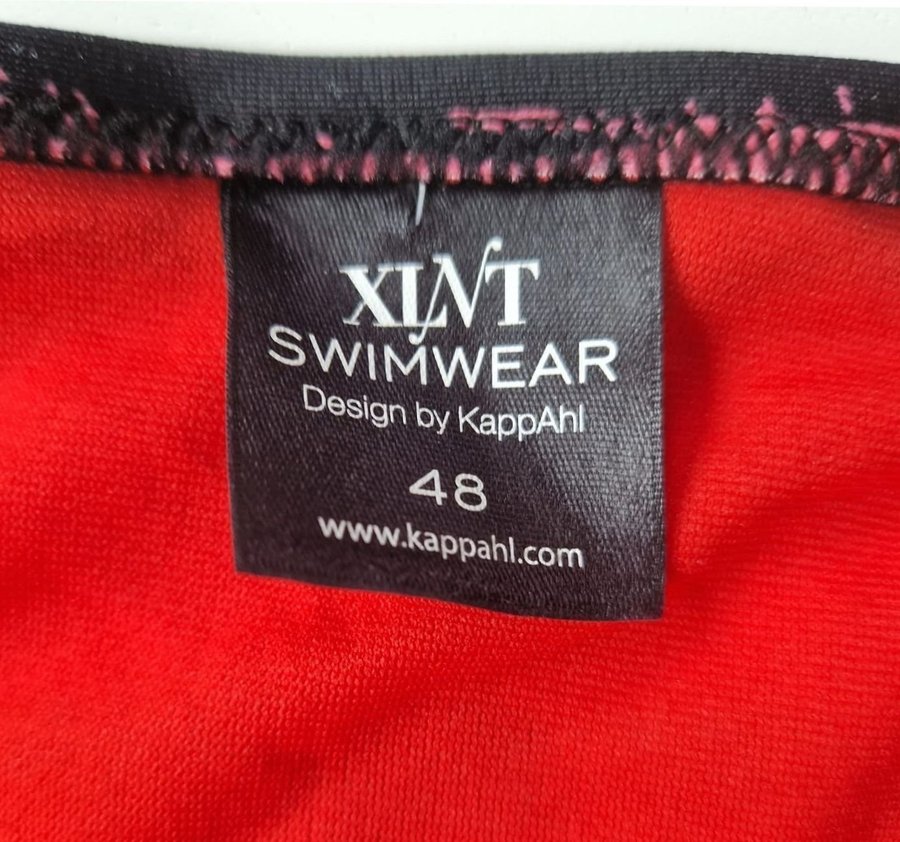 XLNT
SWIMWEAR
Design by KappAhl
48
www.kappahl.com